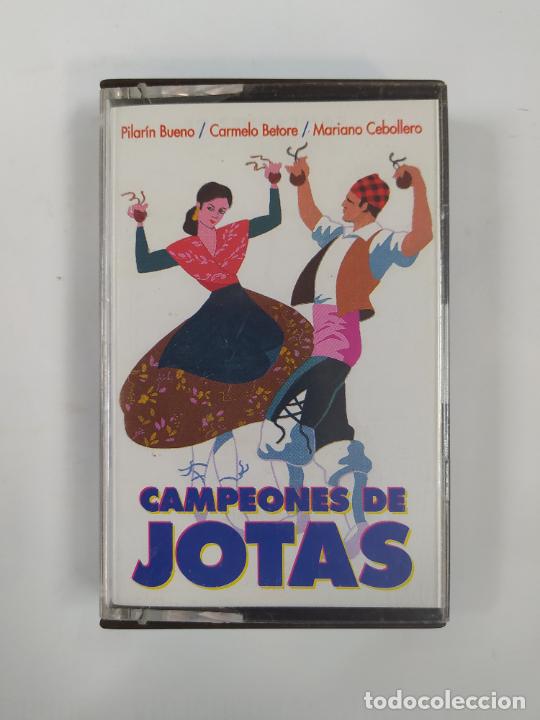 Pilarín Bueno / Carmelo Betore / Mariano Cebollero
CAMPEONES DE
JOTAS
todocoleccion